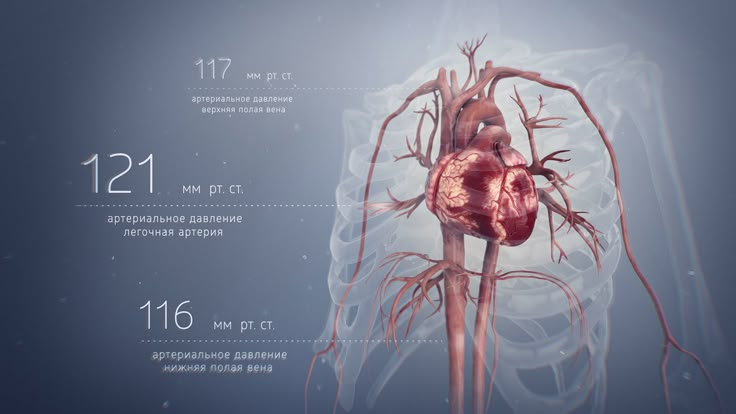 117 мм рт. ст.
артериальное давление
верхняя полая вена
121 мм рт. ст.
артериальное давление
легочная артерия
116 мм рт. ст.
артериальное давление
нижняя полая вена